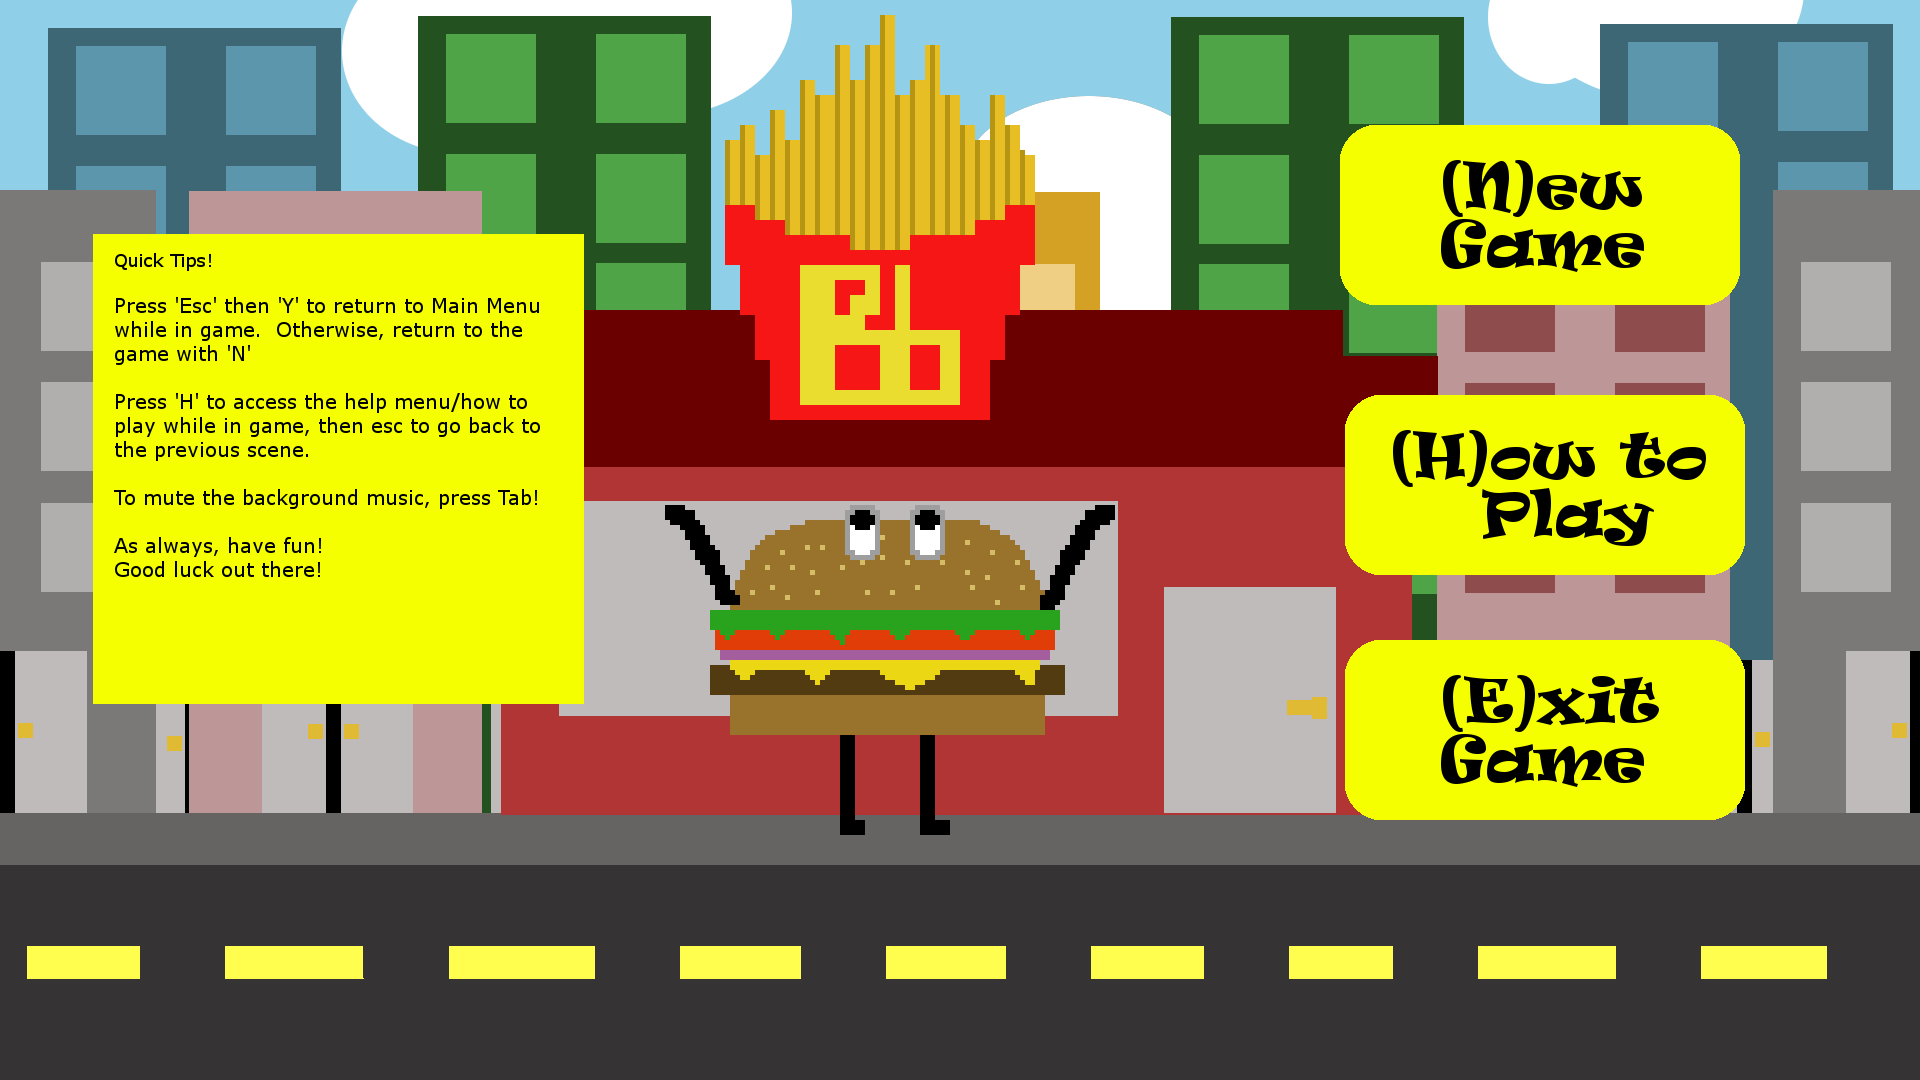 Quick Tips!
Press 'Esc' then 'Y' to return to Main Menu
while in game.  Otherwise, return to the
game with 'N'
Press 'H' to access the help menu/how to
play while in game, then esc to go back to
the previous scene.
To mute the background music, press Tab!
As always, have fun!
Good luck out there!
(N)ew
Game
(H)ow to
Play
(E)xit
Game